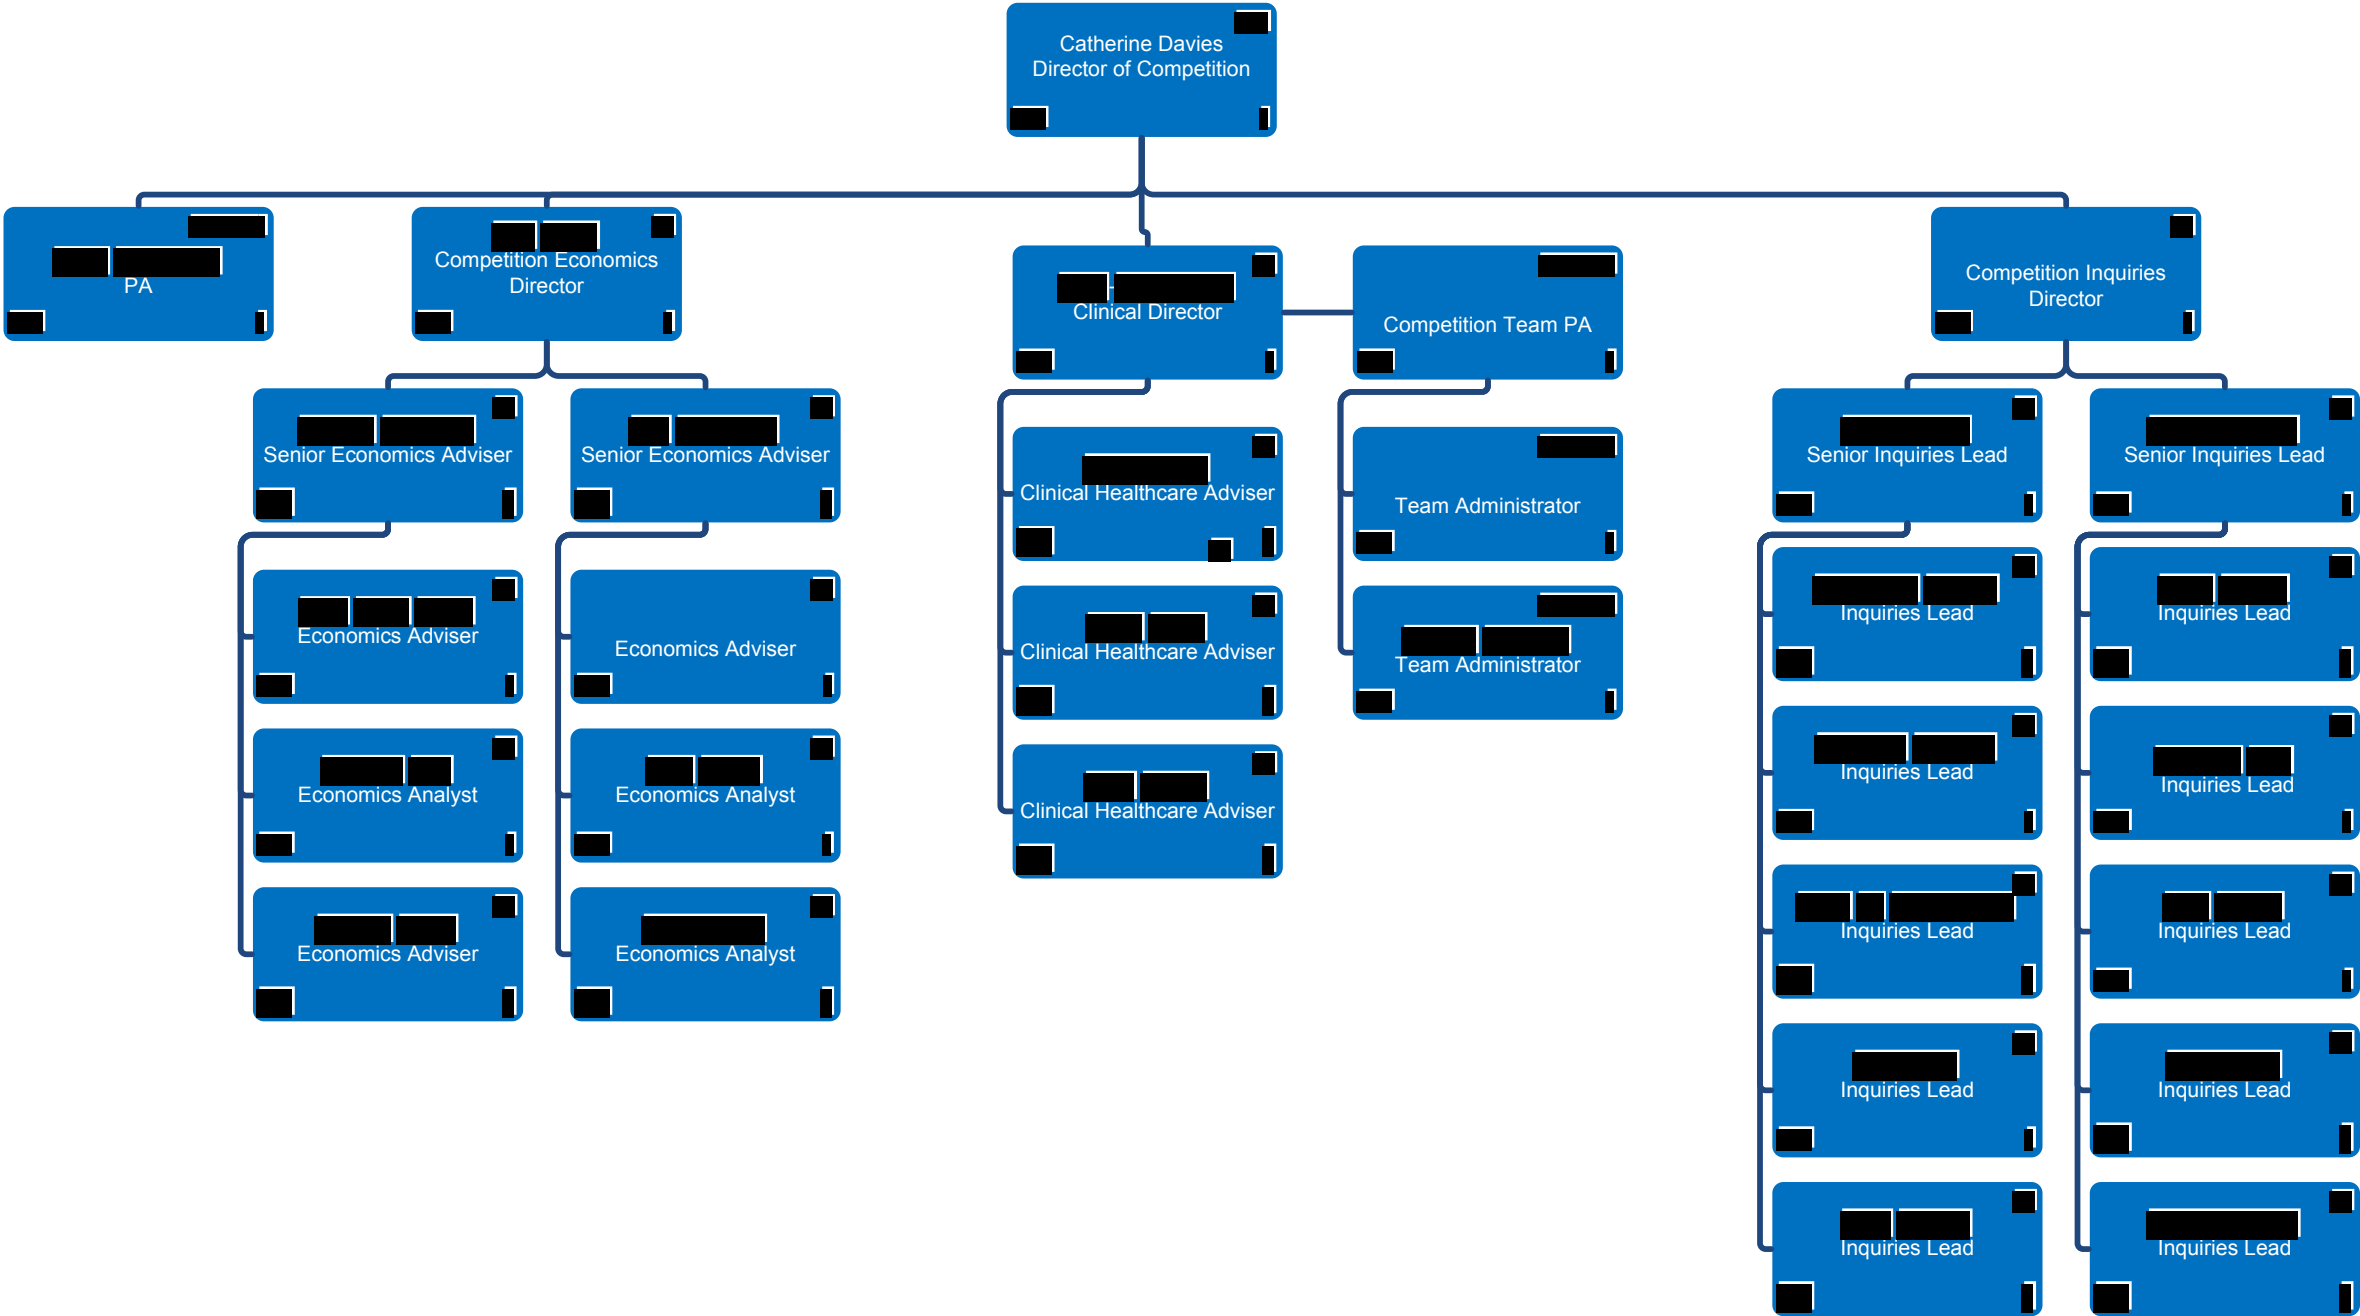 Catherine Davies
Director of Competition
PA
Competition Economics
Director
Clinical Director
Competition Team PA
Competition Inquiries
Director
Senior Economics Adviser
Senior Economics Adviser
Clinical Healthcare Adviser
Team Administrator
Senior Inquiries Lead
Senior Inquiries Lead
Economics Adviser
Economics Adviser
Clinical Healthcare Adviser
Team Administrator
Inquiries Lead
Inquiries Lead
Economics Analyst
Economics Analyst
Clinical Healthcare Adviser
Inquiries Lead
Inquiries Lead
Economics Adviser
Economics Analyst
Inquiries Lead
Inquiries Lead
Inquiries Lead
Inquiries Lead
Inquiries Lead
Inquiries Lead